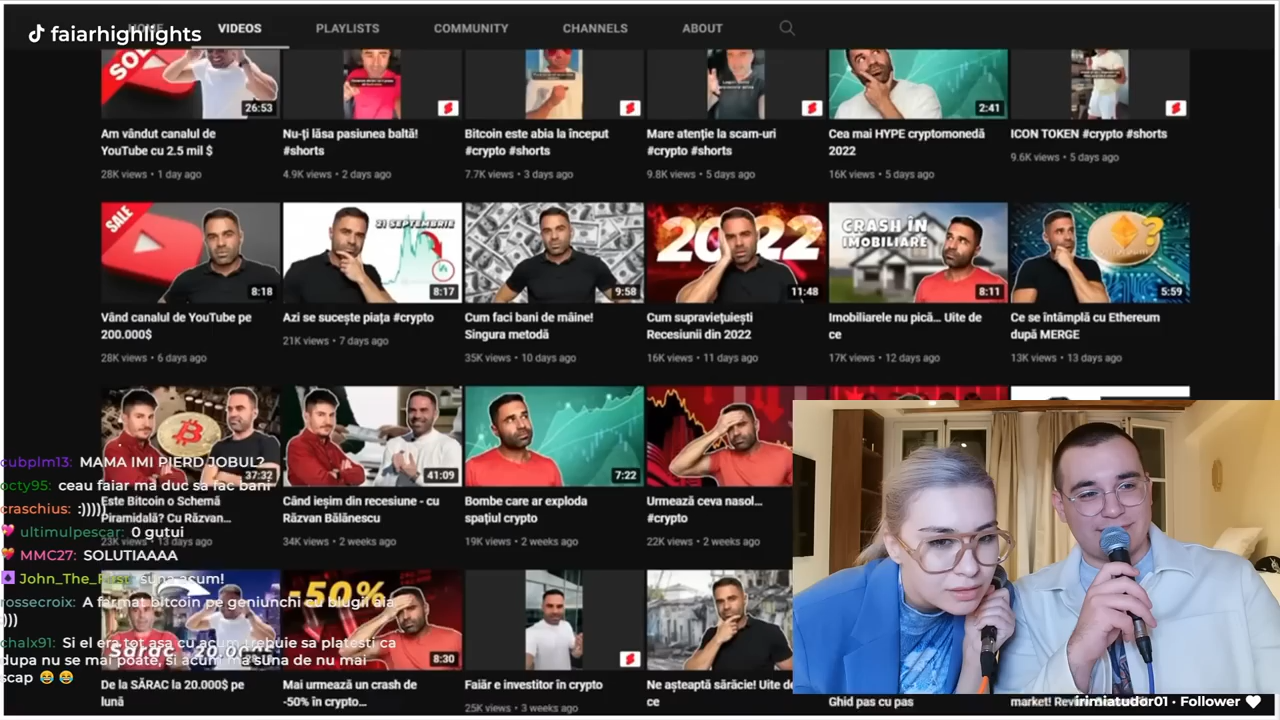 faiarhighlights
HOME VIDEOS PLAYLISTS COMMUNITY CHANNELS ABOUT
SOLD
26:53
2:41
Am vândut canalul de
YouTube cu 2.5 mil $
28K views • 1 day ago
Nu-ți lăsa pasiunea baltă!
#shorts
4.9K views • 2 days ago
Bitcoin este abia la început
#crypto #shorts
7.7K views • 3 days ago
Mare atenție la scam-uri
#crypto #shorts
9.8K views • 5 days ago
Cea mai HYPE cryptomonedă
2022
16K views • 5 days ago
ICON TOKEN #crypto #shorts
9.6K views • 5 days ago
SALE
8:18
21 SEPTEMBRIE
8:17
9:58
2022
11:48
CRASH ÎN
IMOBILIARE
8:11
?
5:59
Vând canalul de YouTube pe
200.000$
28K views • 6 days ago
Azi se sucește piața #crypto
21K views • 7 days ago
Cum faci bani de mâine!
Singura metodă
35K views • 10 days ago
Cum supraviețuiești
Recesiunii din 2022
16K views • 11 days ago
Imobiliarele nu pică... Uite de
ce
17K views • 12 days ago
Ce se întâmplă cu Ethereum
după MERGE
13K views • 13 days ago
37:32
41:09
7:22
Este Bitcoin o Schemă
Piramidală? Cu Răzvan...
23K views • 13 days ago
Când ieșim din recesiune - cu
Răzvan Bălănescu
34K views • 2 weeks ago
Bombe care ar exploda
spațiul crypto
19K views • 2 weeks ago
Urmează ceva nasol...
#crypto
22K views • 2 weeks ago
-50%
8:30
De la SĂRAC la 20.000$ pe
lună
Mai urmează un crash de
-50% în crypto...
Faiăr e investitor în crypto
25K views • 3 weeks ago
Ne așteaptă sărăcie! Uite de
ce
Ghid pas cu pas
market!
cubplm13: MAMA IMI PIERD JOBUL?
octy95: ceau faiar mă duc sa fac bani
craschius: :)))))
ultimulpescar: 0 gutui
MMC27: SOLUTIAAAA
John_The_ suna acum!
rossecroix: A farmat bitcoin pe geniunchi cu blugii aia
)))
chalx91: Si el era tot asa cu acum trebuie sa platesti ca
dupa nu se mai poate, si acum ma suna de nu mai
scap 😂 😂
irimiatudor01 • Follower